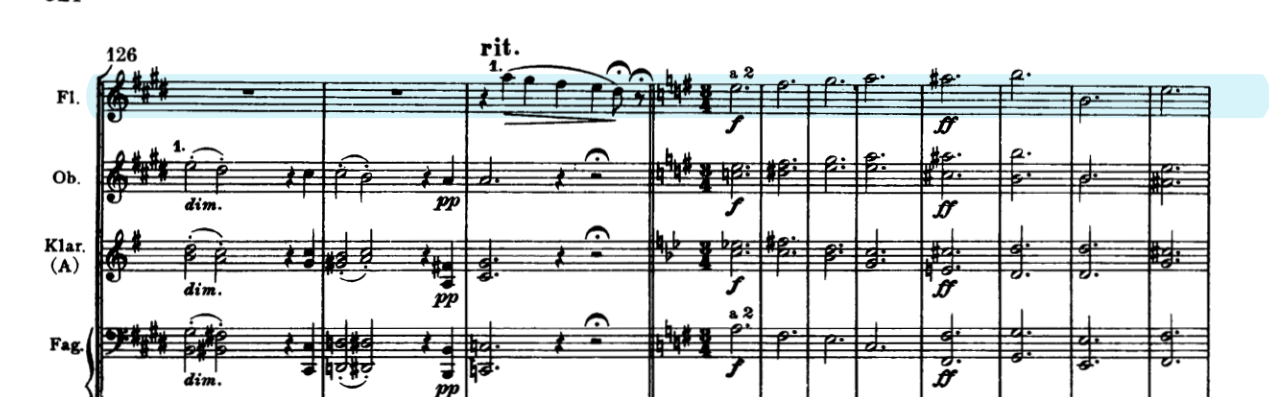 126
rit.
1.
a 2
Fl.
f ff
1.
Ob.
dim. pp f ff
Klar.
(A)
dim. pp f ff
a 2
Fag.
dim. pp f ff